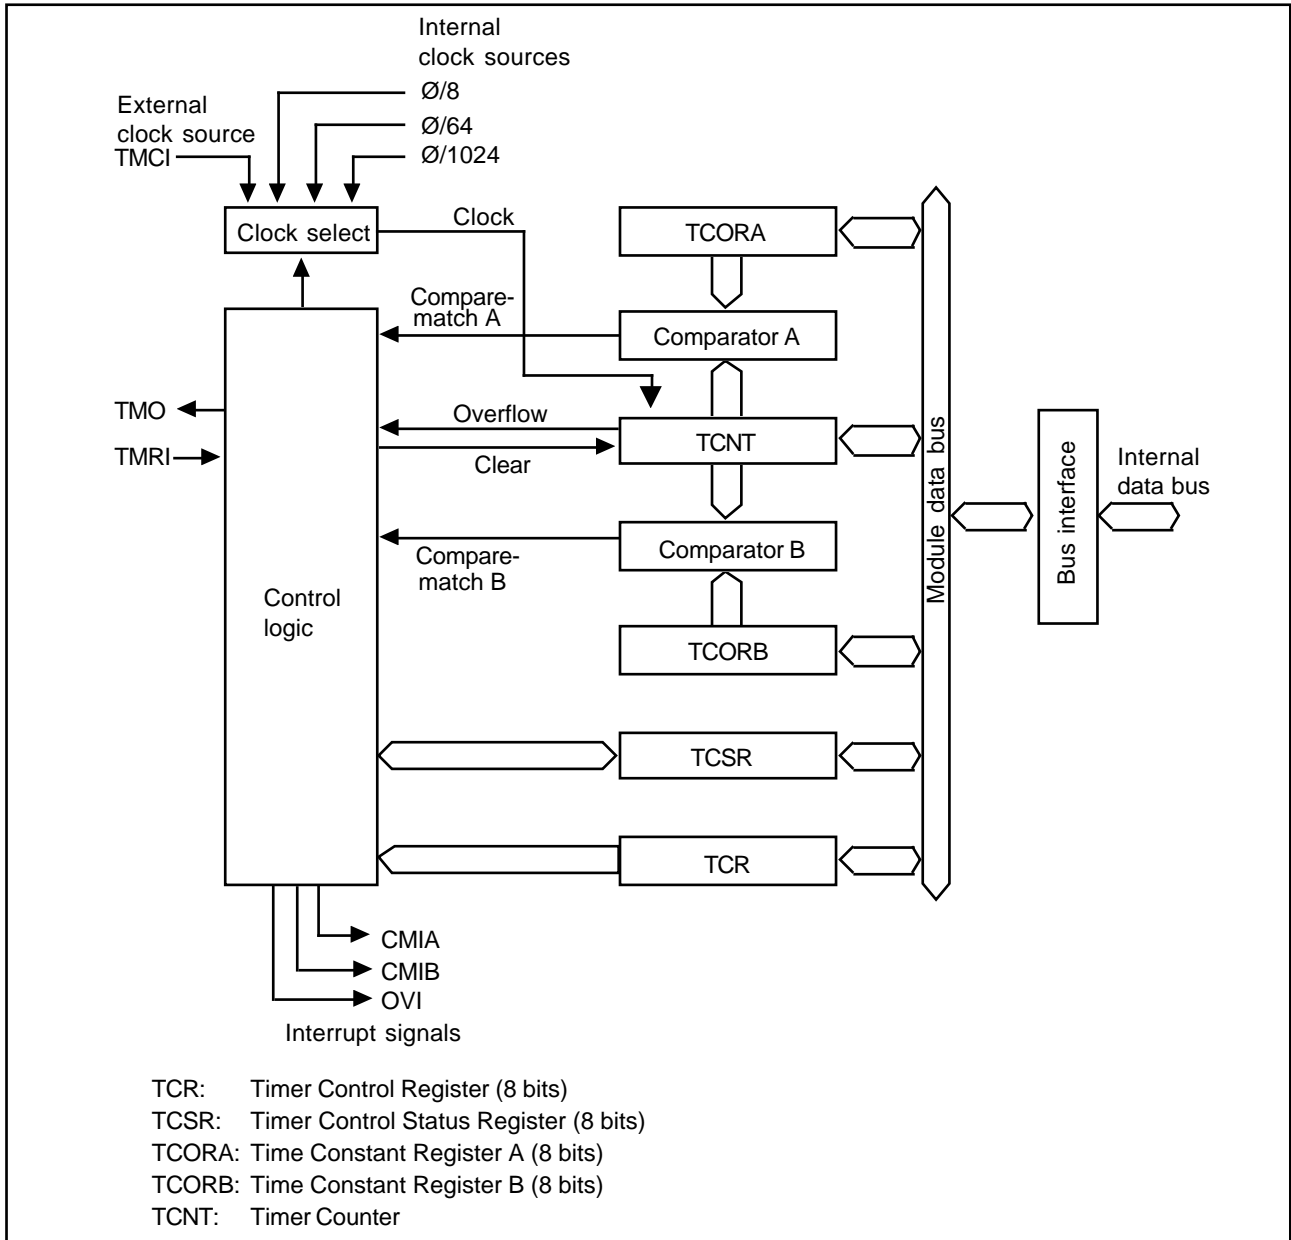 Internal
clock sources
Ø/8
External
clock source
Ø/64
TMCI
Ø/1024
Clock select
Clock
TCORA
Compare-
match A
Comparator A
TMO
Overflow
TCNT
TMRI
Clear
Module data bus
Bus interface
Internal
data bus
Compare-
match B
Comparator B
Control
logic
TCORB
TCSR
TCR
CMIA
CMIB
OVI
Interrupt signals
TCR: Timer Control Register (8 bits)
TCSR: Timer Control Status Register (8 bits)
TCORA: Time Constant Register A (8 bits)
TCORB: Time Constant Register B (8 bits)
TCNT: Timer Counter